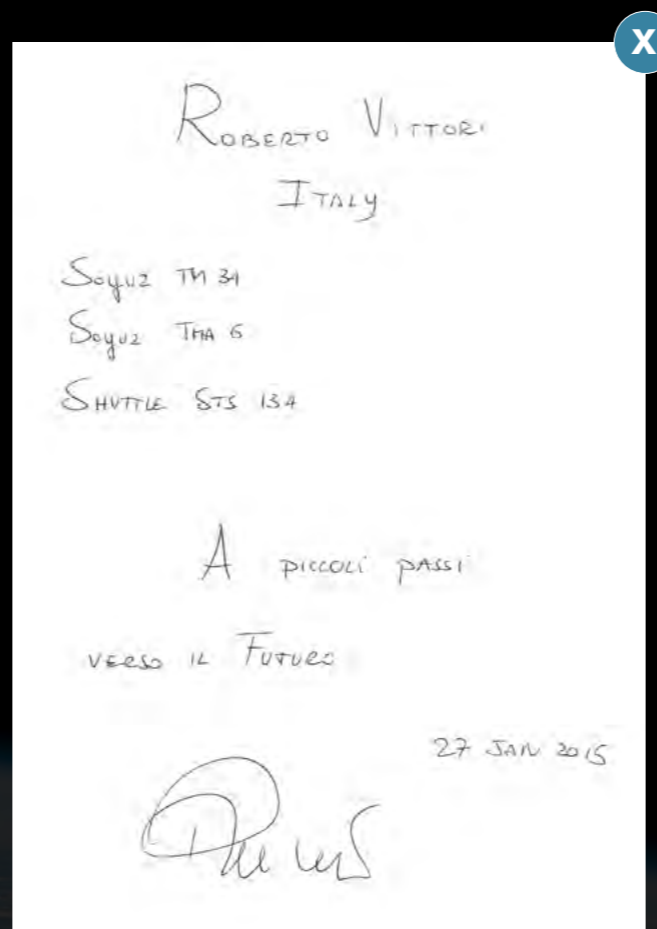 X
Roberto Vittori
Italy
Soyuz TM 34
Soyuz TMA 6
Shuttle STS 134
A piccoli passi
verso il Futuro
27 JAN 2015